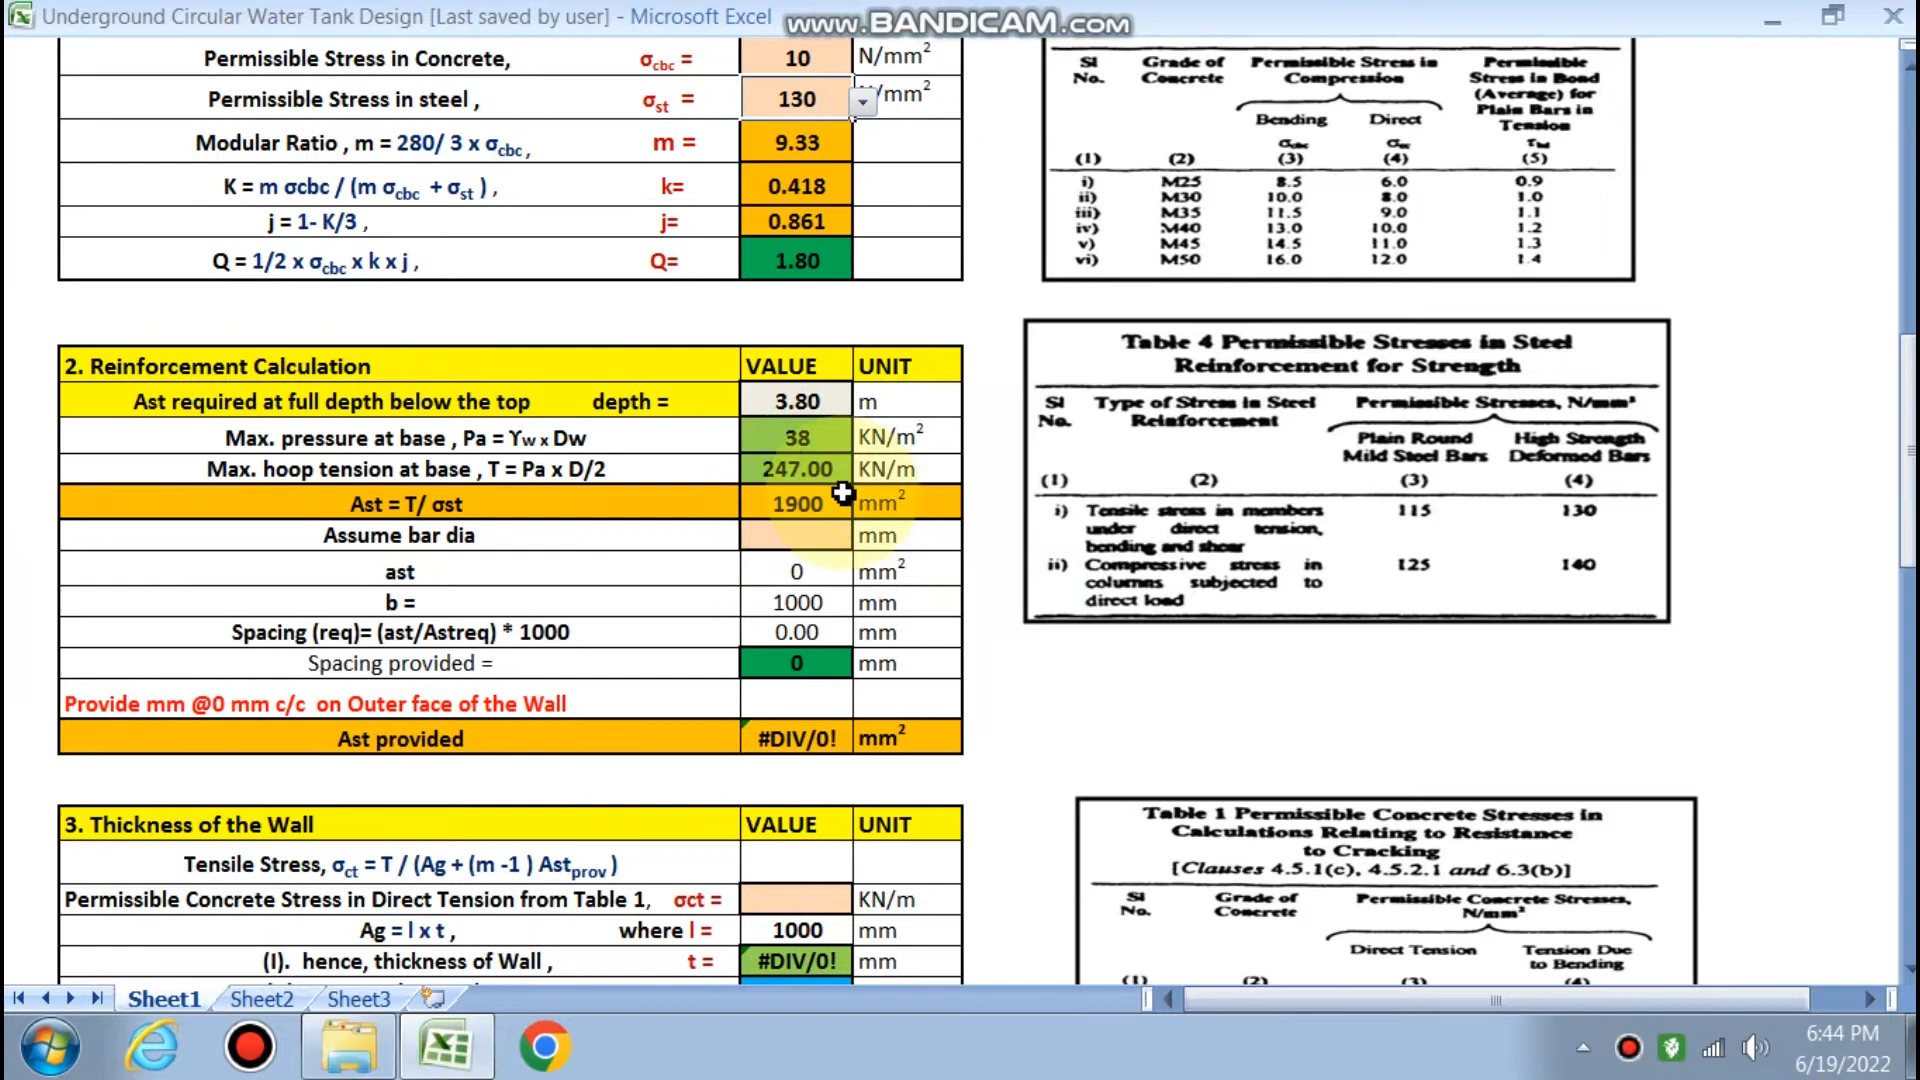 Underground Circular Water Tank Design [Last saved by user] - Microsoft Excel
www.BANDICAM.com
Permissible Stress in Concrete, σcbc = 10 N/mm2
Permissible Stress in steel , σst = 130 /mm2
Modular Ratio , m = 280/ 3 x σcbc , m = 9.33
K = m σcbc / (m σcbc + σst ) , k= 0.418
j = 1- K/3 , j= 0.861
Q = 1/2 x σcbc x k x j , Q= 1.80
2. Reinforcement Calculation VALUE UNIT
Ast required at full depth below the top depth = 3.80 m
Max. pressure at base , Pa = ϒw x Dw 38 KN/m2
Max. hoop tension at base , T = Pa x D/2 247.00 KN/m
Ast = T/ σst 1900 mm2
Assume bar dia mm
ast 0 mm2
b = 1000 mm
Spacing (req)= (ast/Astreq) * 1000 0.00 mm
Spacing provided = 0 mm
Provide mm @0 mm c/c on Outer face of the Wall
Ast provided #DIV/0! mm2
3. Thickness of the Wall VALUE UNIT
Tensile Stress, σct = T / (Ag + (m -1 ) Astprov )
Permissible Concrete Stress in Direct Tension from Table 1, σct = KN/m
Ag = l x t , where l = 1000 mm
(I). hence, thickness of Wall , t = #DIV/0! mm
Sl No. Grade of Concrete Permissible Stress in Compression Permissible Stress in Bond (Average) for Plain Bars in Tension
Bending Direct
σcbc
(1) (2) (3) (4) (5)
i) M25 8.5 6.0 0.9
ii) M30 10.0 8.0 1.0
iii) M35 11.5 9.0 1.1
iv) M40 13.0 10.0 1.2
v) M45 14.5 11.0 1.3
vi) M50 16.0 12.0 1.4
Table 4 Permissible Stresses in Steel
Reinforcement for Strength
Sl No. Type of Stress in Steel Reinforcement Permissible Stresses, N/mm2
Plain Round Mild Steel Bars High Strength Deformed Bars
(1) (2) (3) (4)
i) Tensile stress in members under direct tension, bending and shear 115 130
ii) Compressive stress in columns subjected to direct load 125 140
Table 1 Permissible Concrete Stresses in
Calculations Relating to Resistance
to Cracking
[Clauses 4.5.1(c), 4.5.2.1 and 6.3(b)]
Sl No. Grade of Concrete Permissible Concrete Stresses, N/mm2
Direct Tension Tension Due to Bending
(1) (2) (3) (4)
Sheet1 Sheet2 Sheet3
6:44 PM
6/19/2022